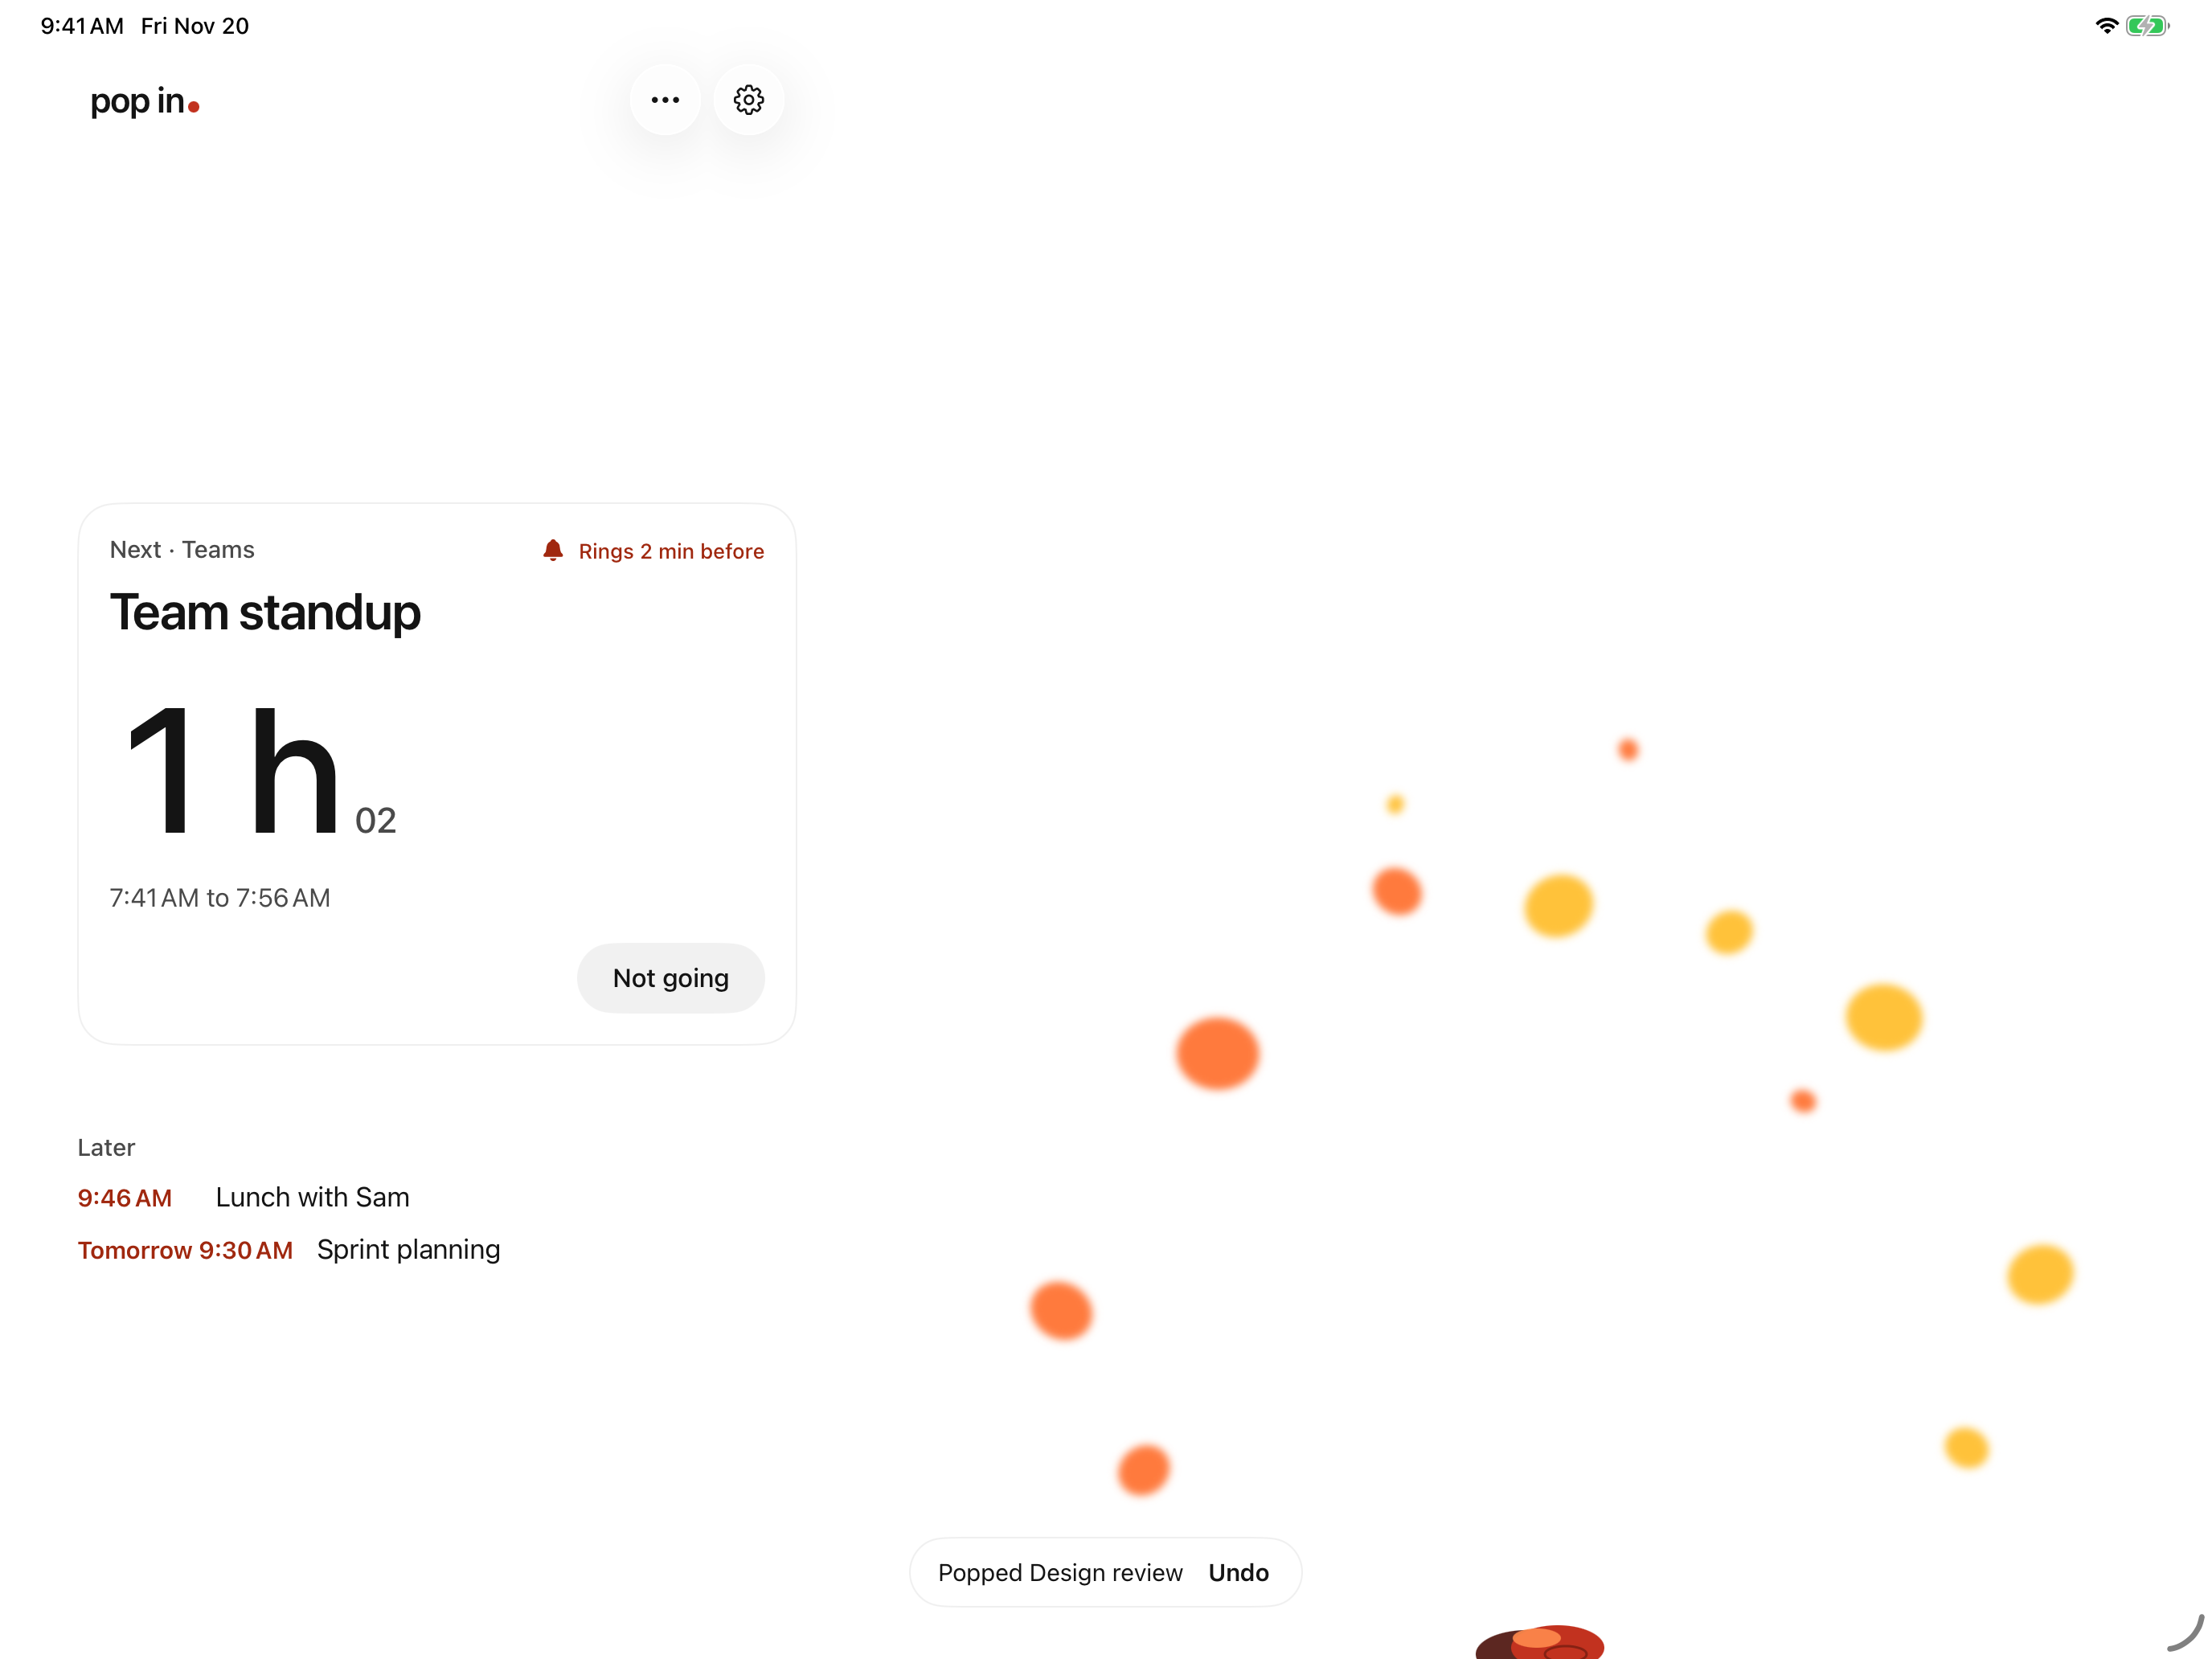 9:41 AM Fri Nov 20
pop in
Next · Teams
Rings 2 min before
Team standup
1 h 02
7:41 AM to 7:56 AM
Not going
Later
9:46 AM Lunch with Sam
Tomorrow 9:30 AM Sprint planning
Popped Design review Undo